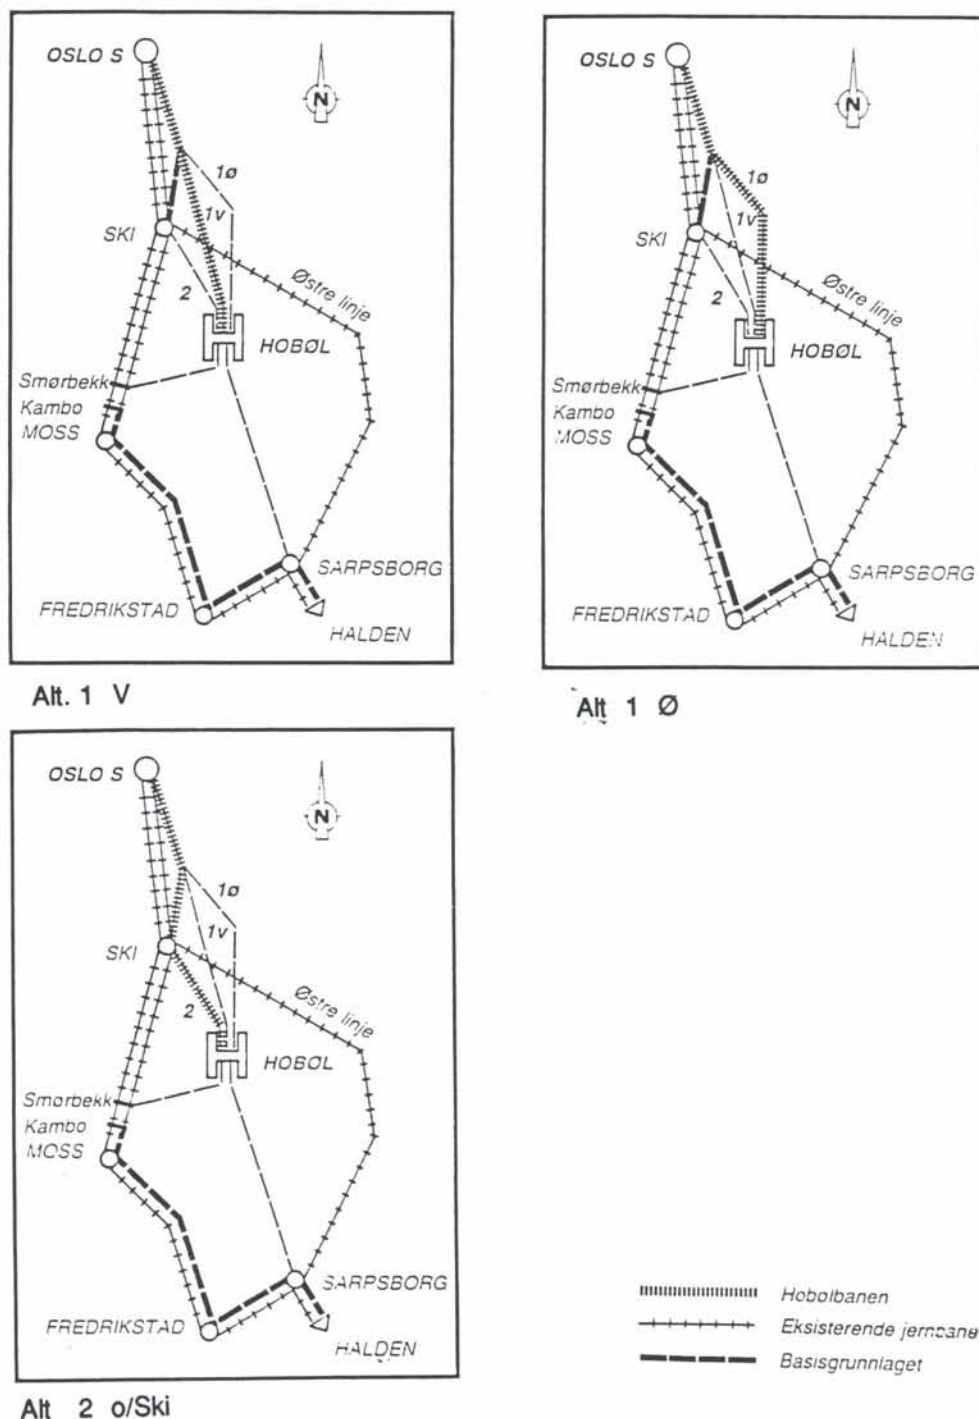 OSLO S
N
1ø
1v
SKI
2
Østre linje
HOBØL
Smørbekk
Kambo
MOSS
SARPSBORG
FREDRIKSTAD
HALDEN
Alt. 1 V
OSLO S
N
1ø
1v
SKI
2
Østre linje
HOBØL
Smørbekk
Kambo
MOSS
SARPSBORG
FREDRIKSTAD
HALDEN
Alt 1 Ø
OSLO S
N
1ø
1v
SKI
2
Østre linje
HOBØL
Smørbekk
Kambo
MOSS
SARPSBORG
FREDRIKSTAD
HALDEN
Alt 2 o/Ski
Hobølbanen
Eksisterende jernbane
Basisgrunnlaget